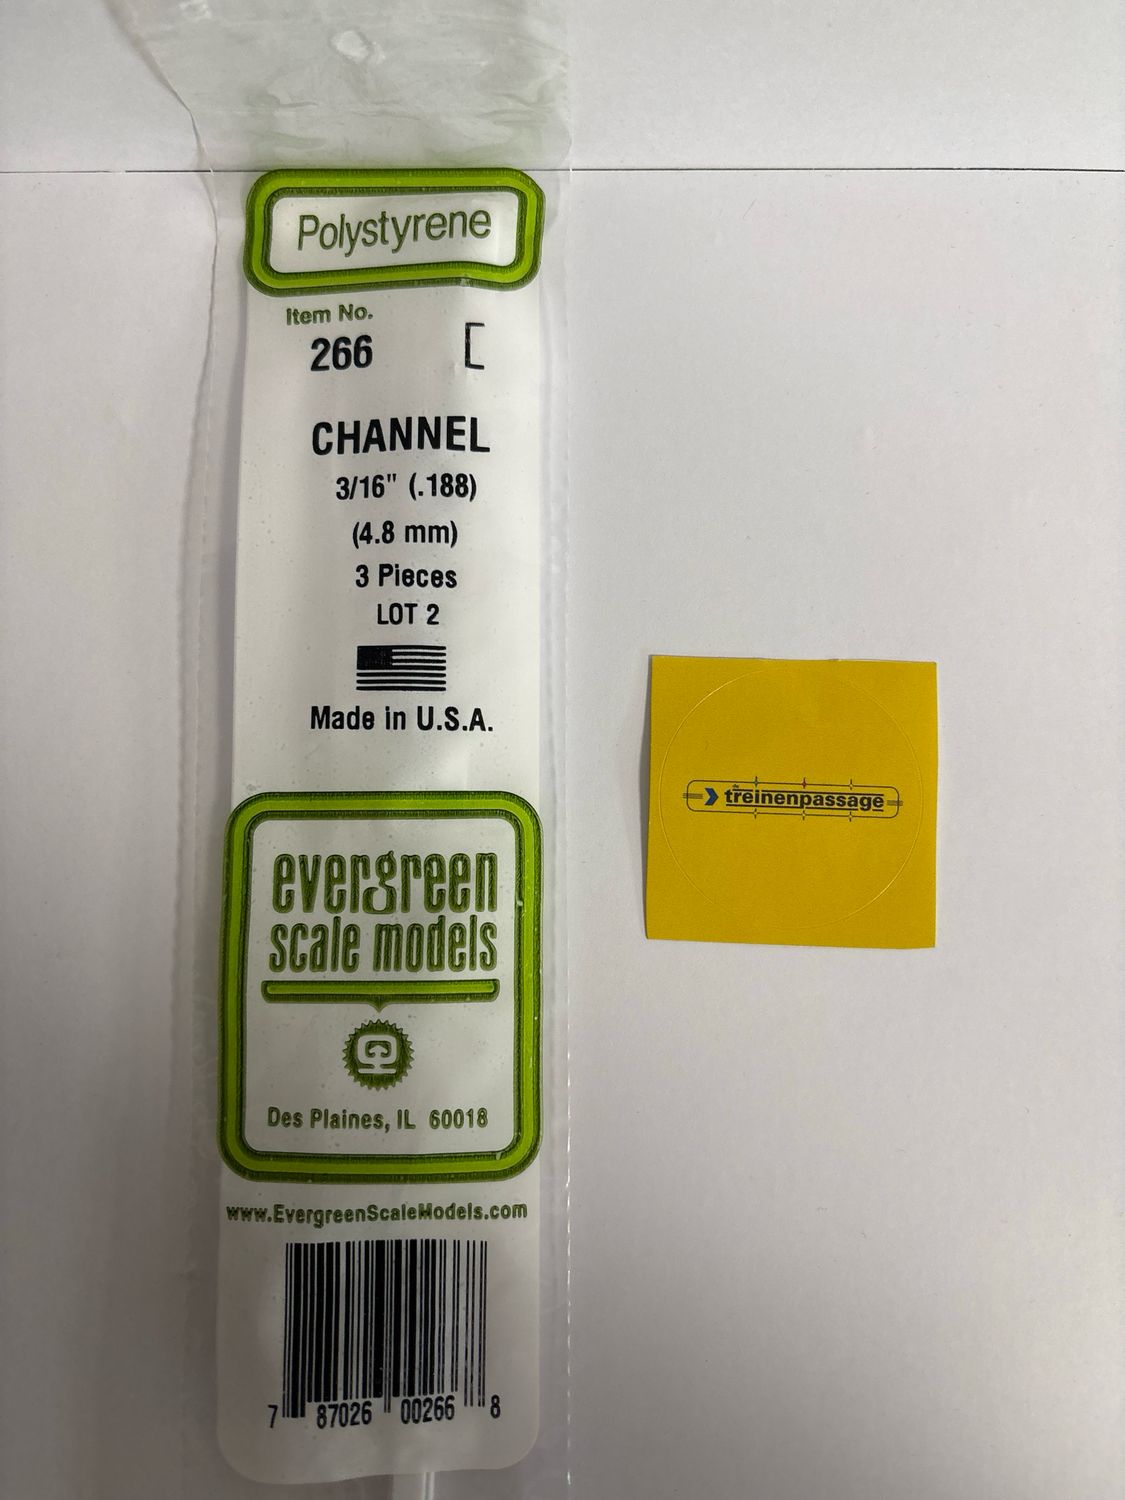 Polystyrene
Item No.
266
CHANNEL
3/16" (.188)
(4.8 mm)
3 Pieces
LOT 2
Made in U.S.A.
evergreen
scale models
Des Plaines, IL 60018
www.EvergreenScaleModels.com
7 87026 00266 8
de
treinenpassage